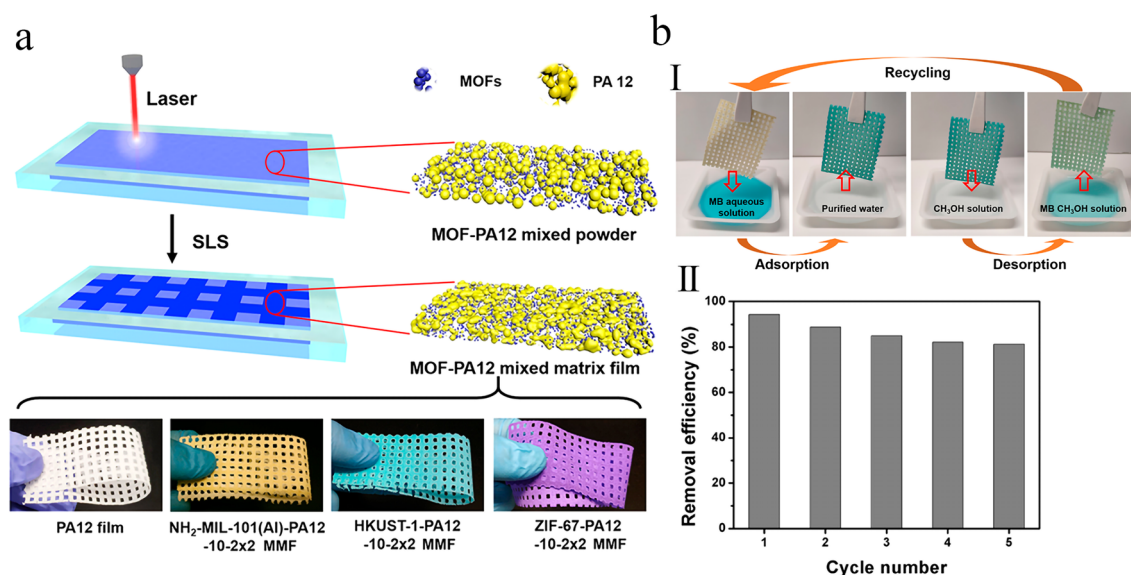 a
Laser
MOFs
PA 12
MOF-PA12 mixed powder
SLS
MOF-PA12 mixed matrix film
PA12 film
NH₂-MIL-101(Al)-PA12
-10-2x2 MMF
HKUST-1-PA12
-10-2x2 MMF
ZIF-67-PA12
-10-2x2 MMF
b
I
Recycling
MB aqueous
solution
Purified water
CH₃OH solution
MB CH₃OH solution
Adsorption
Desorption
II
Removal efficiency (%)
100
80
60
40
20
0
1 2 3 4 5
Cycle number